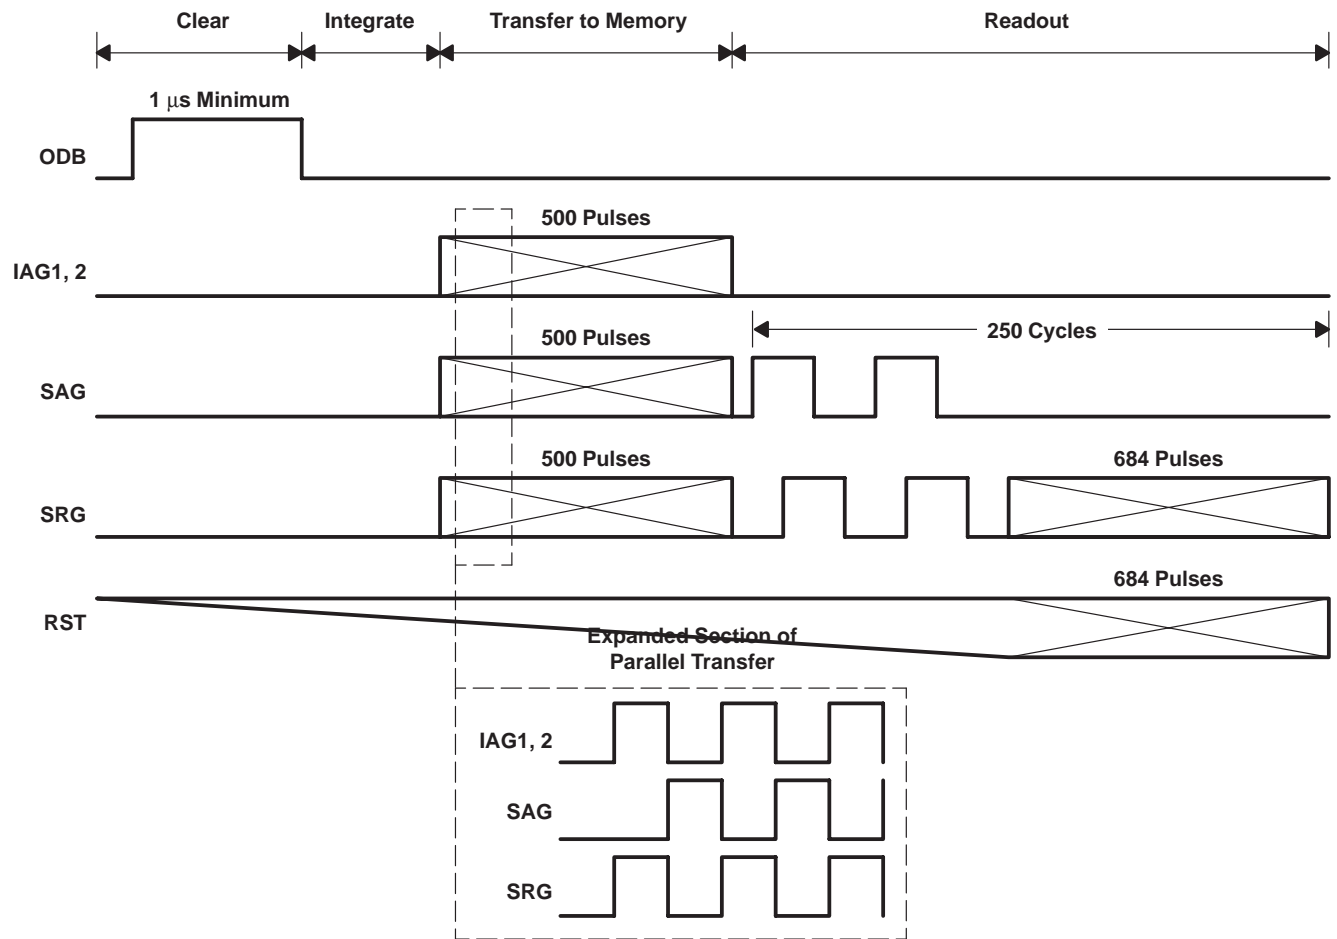 Clear
Integrate
Transfer to Memory
Readout
1 μs Minimum
ODB
500 Pulses
IAG1, 2
250 Cycles
500 Pulses
SAG
500 Pulses
684 Pulses
SRG
684 Pulses
RST
Expanded Section of
Parallel Transfer
IAG1, 2
SAG
SRG